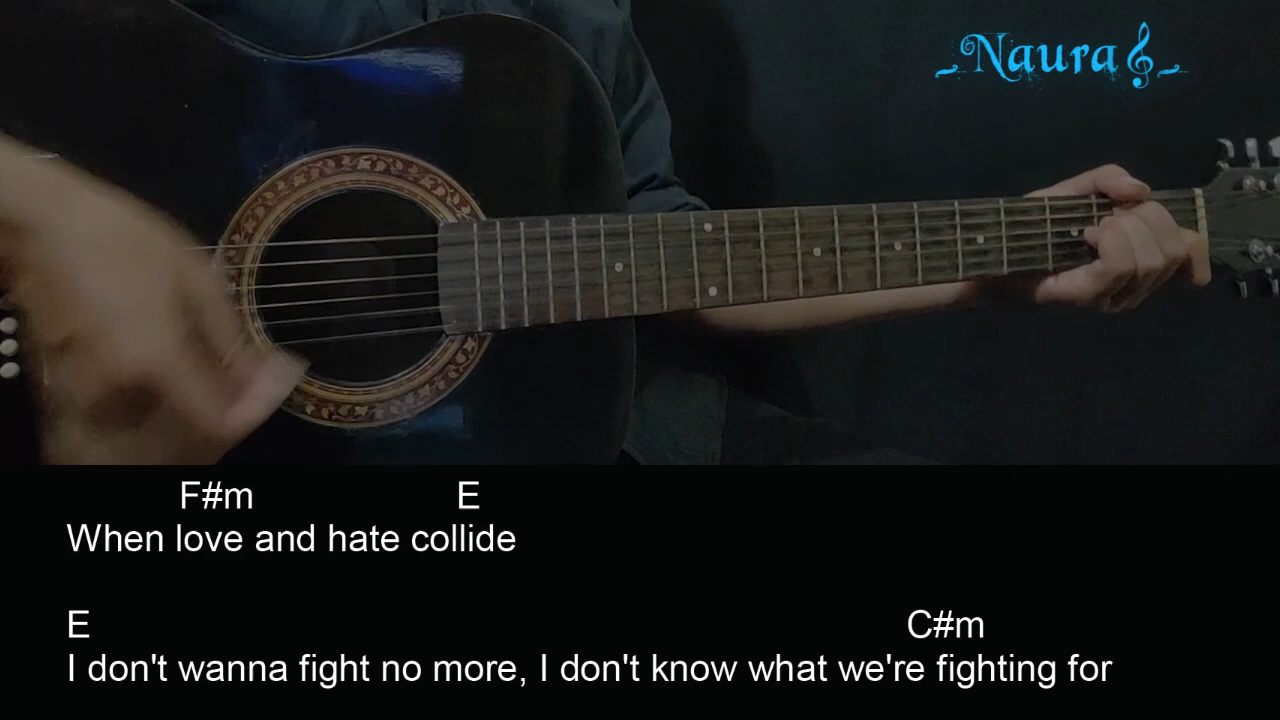 Naura
F#m E
When love and hate collide
E C#m
I don't wanna fight no more, I don't know what we're fighting for